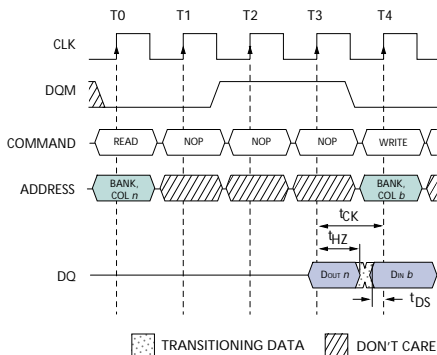 T0 T1 T2 T3 T4
CLK
DQM
COMMAND READ NOP NOP NOP WRITE
ADDRESS BANK, COL n BANK, COL b
tCK
tHZ
DQ DOUT n DIN b
tDS
TRANSITIONING DATA DON'T CARE